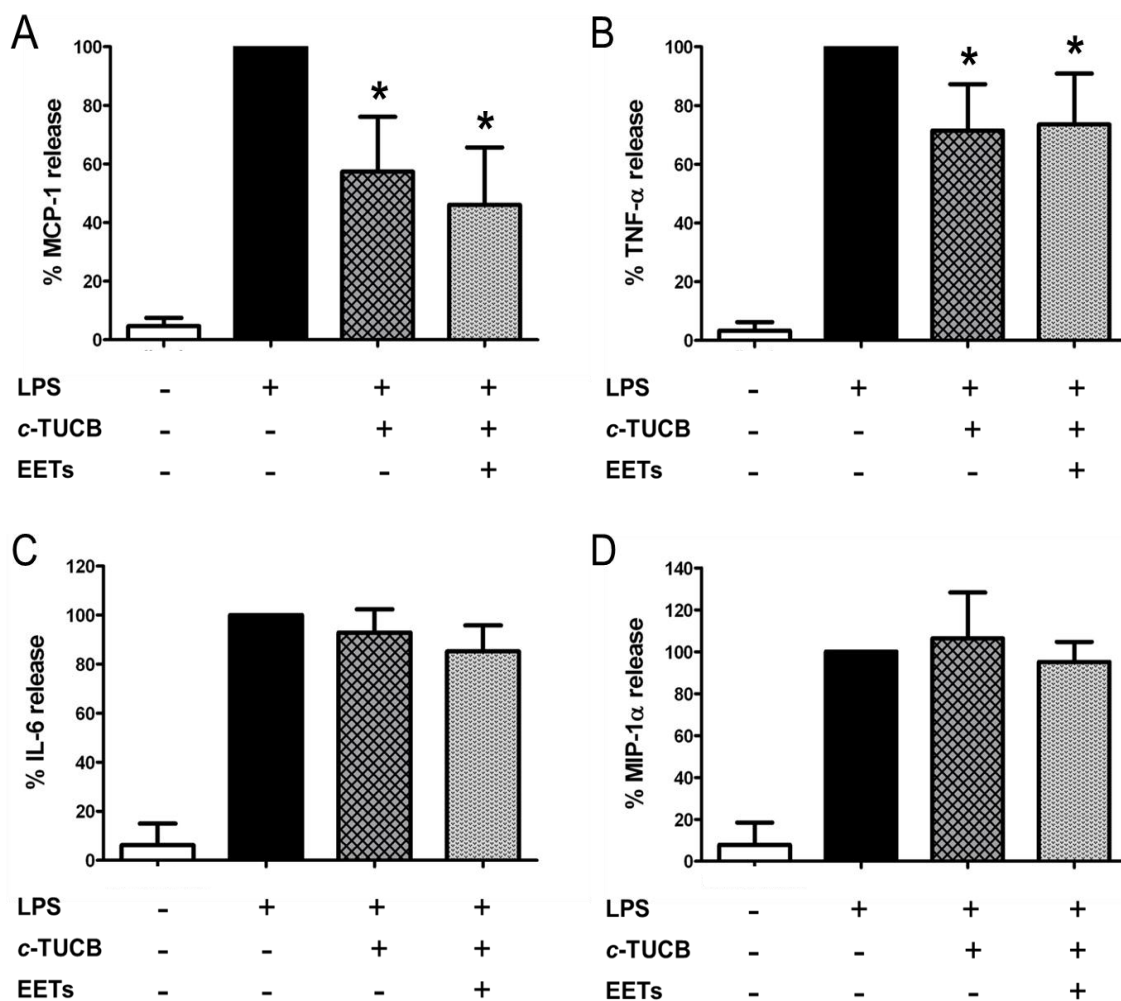 A
% MCP-1 release
100
80
60
40
20
0
*
*
LPS - + + +
c-TUCB - - + +
EETs - - - +
B
% TNF-α release
100
80
60
40
20
0
*
*
LPS - + + +
c-TUCB - - + +
EETs - - - +
C
% IL-6 release
120
100
80
60
40
20
0
LPS - + + +
c-TUCB - - + +
EETs - - - +
D
% MIP-1α release
140
120
100
80
60
40
20
0
LPS - + + +
c-TUCB - - + +
EETs - - - +